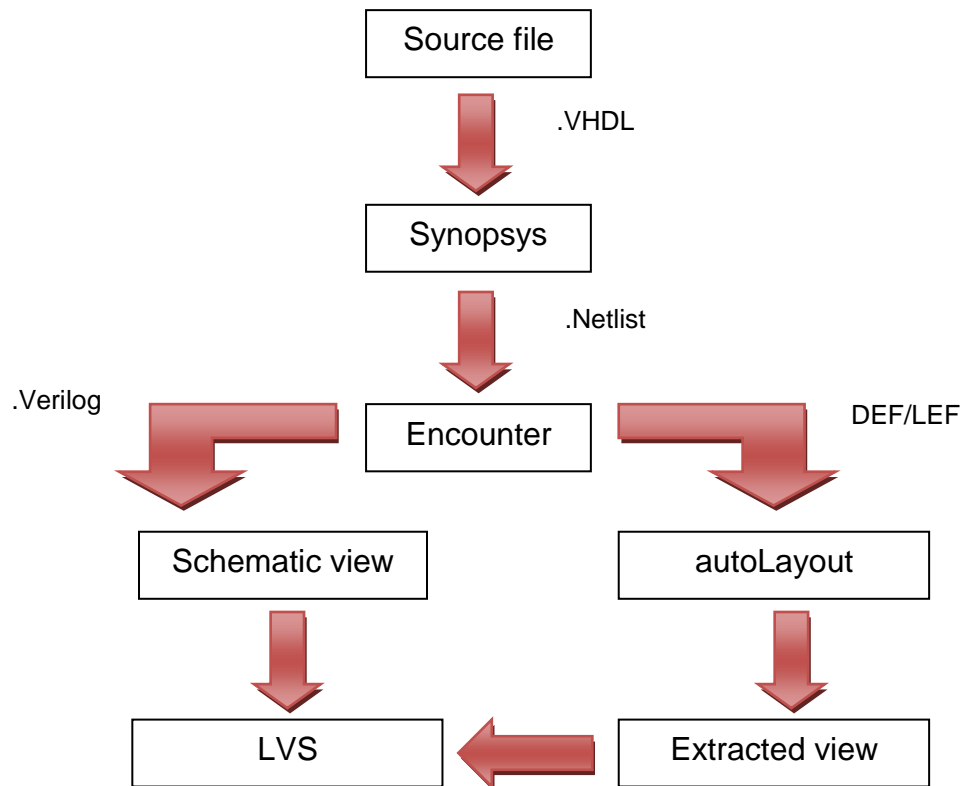 Source file
.VHDL
Synopsys
.Netlist
.Verilog
Encounter
DEF/LEF
Schematic view
autoLayout
LVS
Extracted view